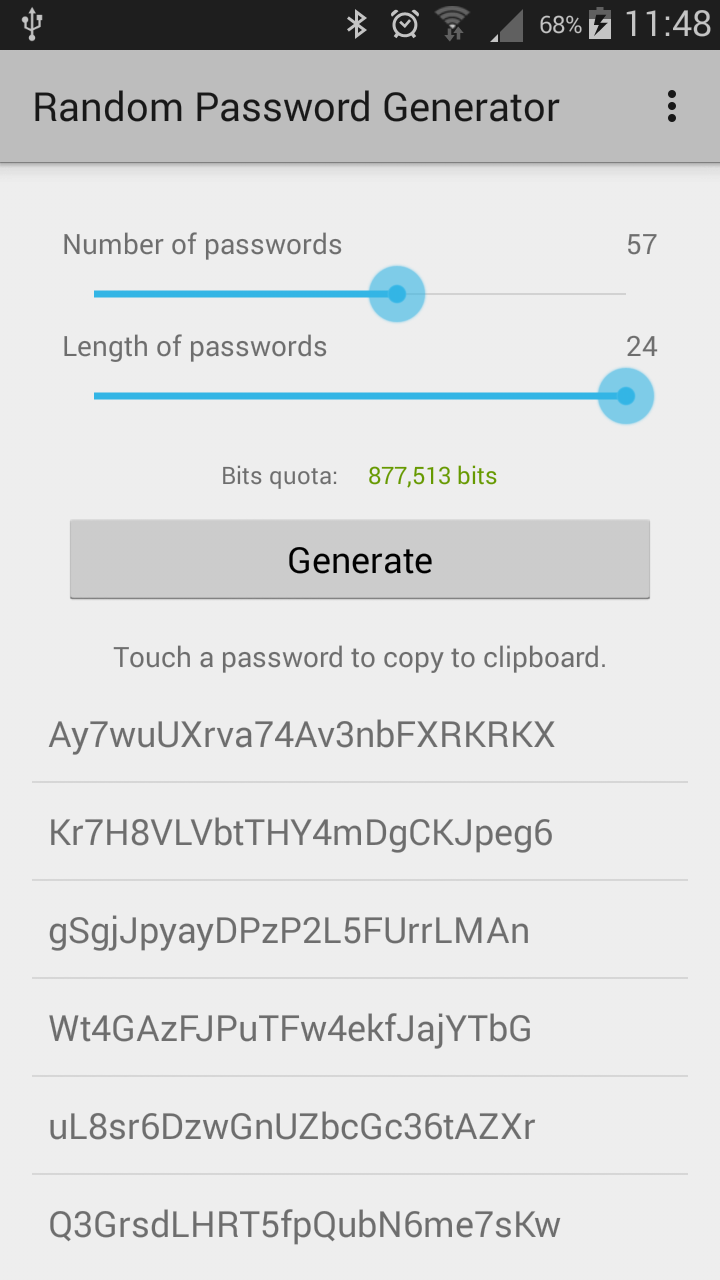 68% 11:48
Random Password Generator
Number of passwords 57
Length of passwords 24
Bits quota: 877,513 bits
Generate
Touch a password to copy to clipboard.
Ay7wuUXrva74Av3nbFXRKRKX
Kr7H8VLVbtTHY4mDgCKJpeg6
gSgjJpyayDPzP2L5FUrrLMAn
Wt4GAzFJPuTFw4ekfJajYTbG
uL8sr6DzwGnUZbcGc36tAZXr
Q3GrsdLHRT5fpQubN6me7sKw